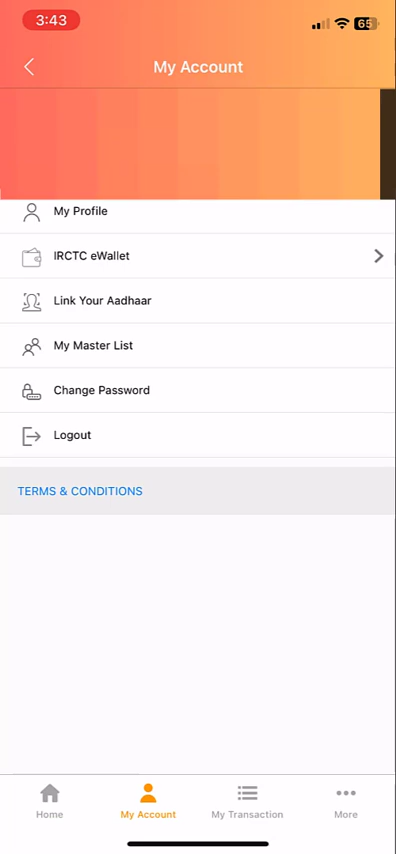 3:43
65
My Account
My Profile
IRCTC eWallet
Link Your Aadhaar
My Master List
Change Password
Logout
TERMS & CONDITIONS
Home
My Account
My Transaction
More